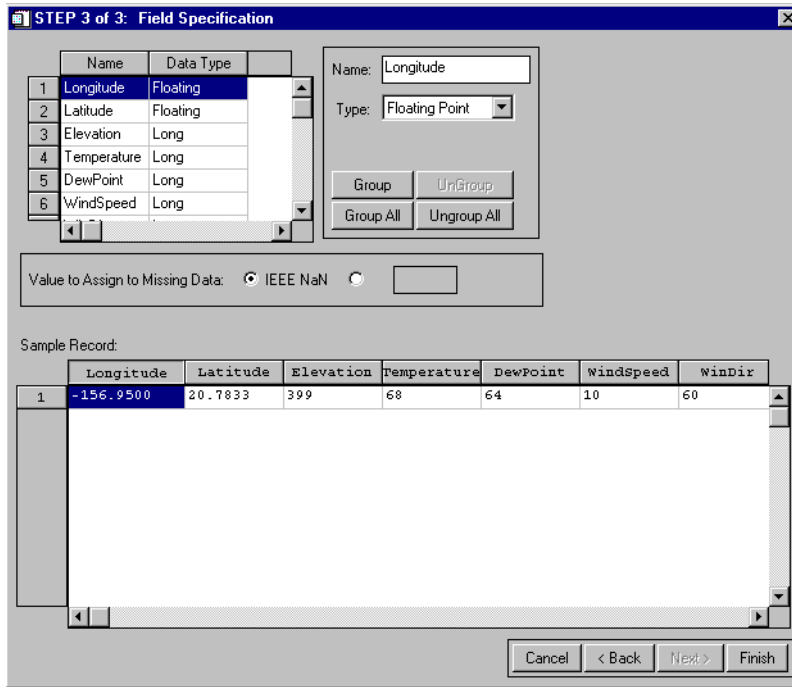 STEP 3 of 3: Field Specification
Name Data Type
1 Longitude Floating
2 Latitude Floating
3 Elevation Long
4 Temperature Long
5 DewPoint Long
6 WindSpeed Long
Name: Longitude
Type: Floating Point
Group UnGroup
Group All Ungroup All
Value to Assign to Missing Data: IEEE NaN
Sample Record:
Longitude Latitude Elevation Temperature DewPoint WindSpeed WinDir
1 -156.9500 20.7833 399 68 64 10 60
Cancel < Back Next > Finish